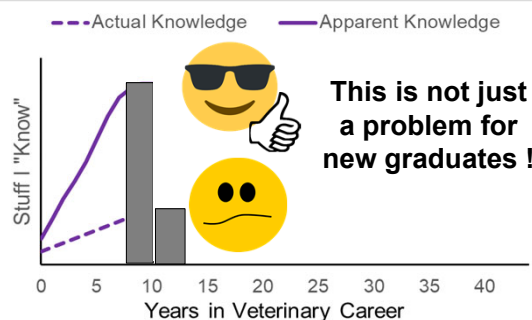 Actual Knowledge Apparent Knowledge
This is not just
a problem for
new graduates !
Stuff I "Know"
0 5 10 15 20 25 30 35 40
Years in Veterinary Career